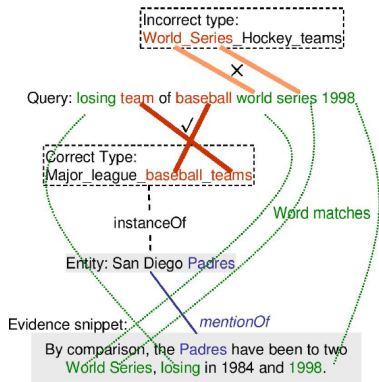 Incorrect type:
World_Series_Hockey_teams
Query: losing team of baseball world series 1998
Correct Type:
Major_league_baseball_teams
Word matches
instanceOf
Entity: San Diego Padres
Evidence snippet:
mentionOf
By comparison, the Padres have been to two
World Series, losing in 1984 and 1998.